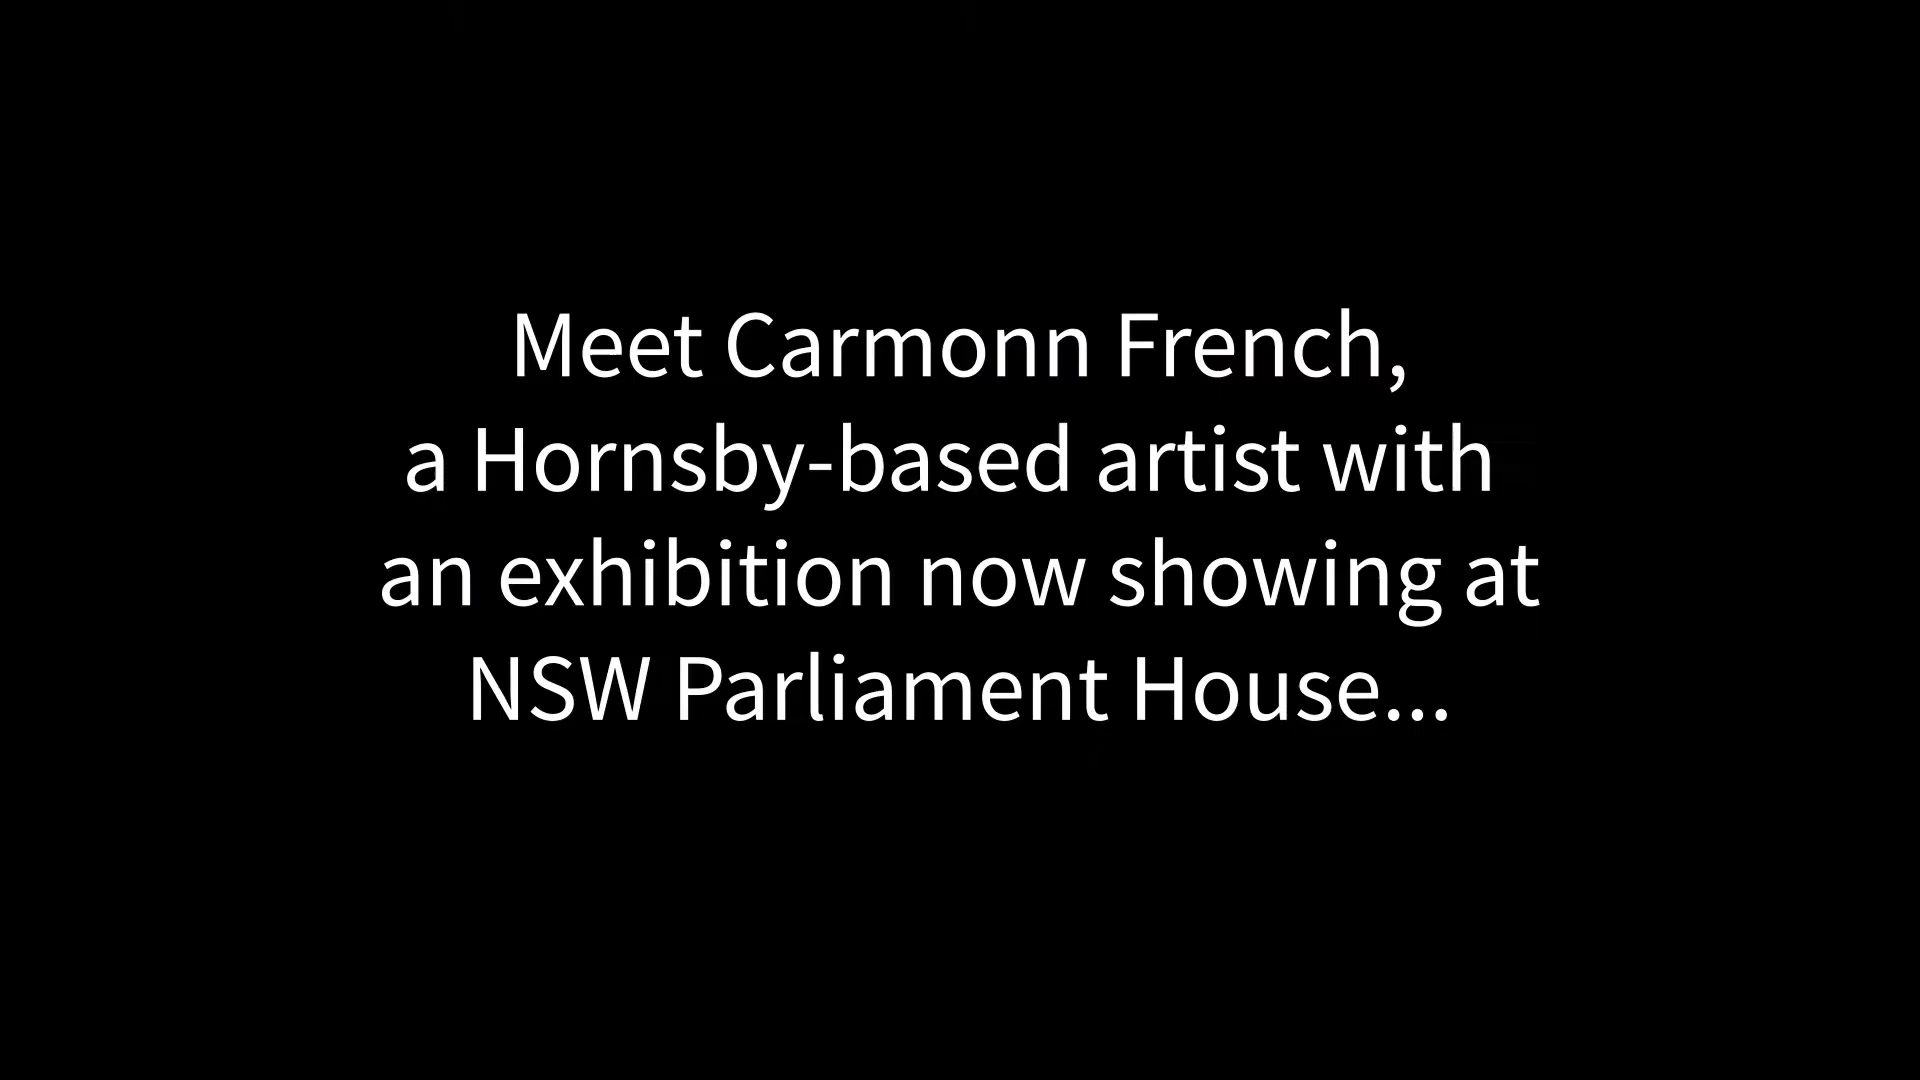 Meet Carmonn French,
a Hornsby-based artist with
an exhibition now showing at
NSW Parliament House...